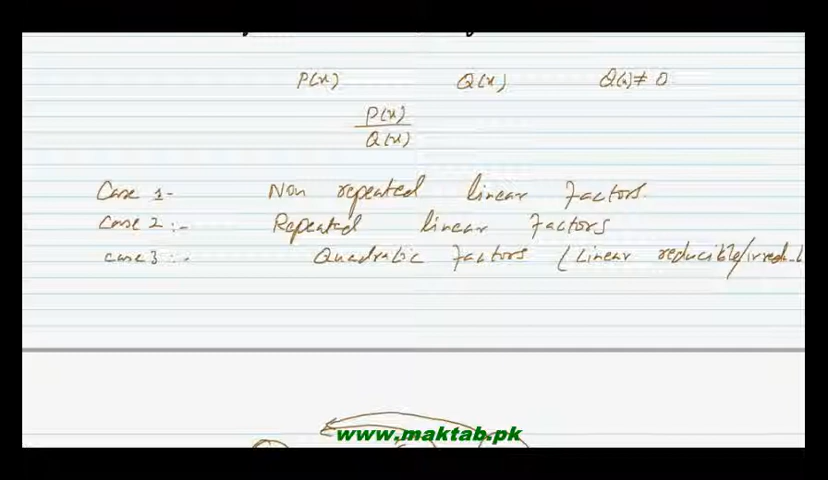 P(x) Q(x) Q(x) ≠ 0
P(x)
Q(x)
Case 1- Non repeated linear Factors.
Case 2:- Repeated linear Factors
case 3:- Quadratic Factors (Linear reducible/
www.maktab.pk